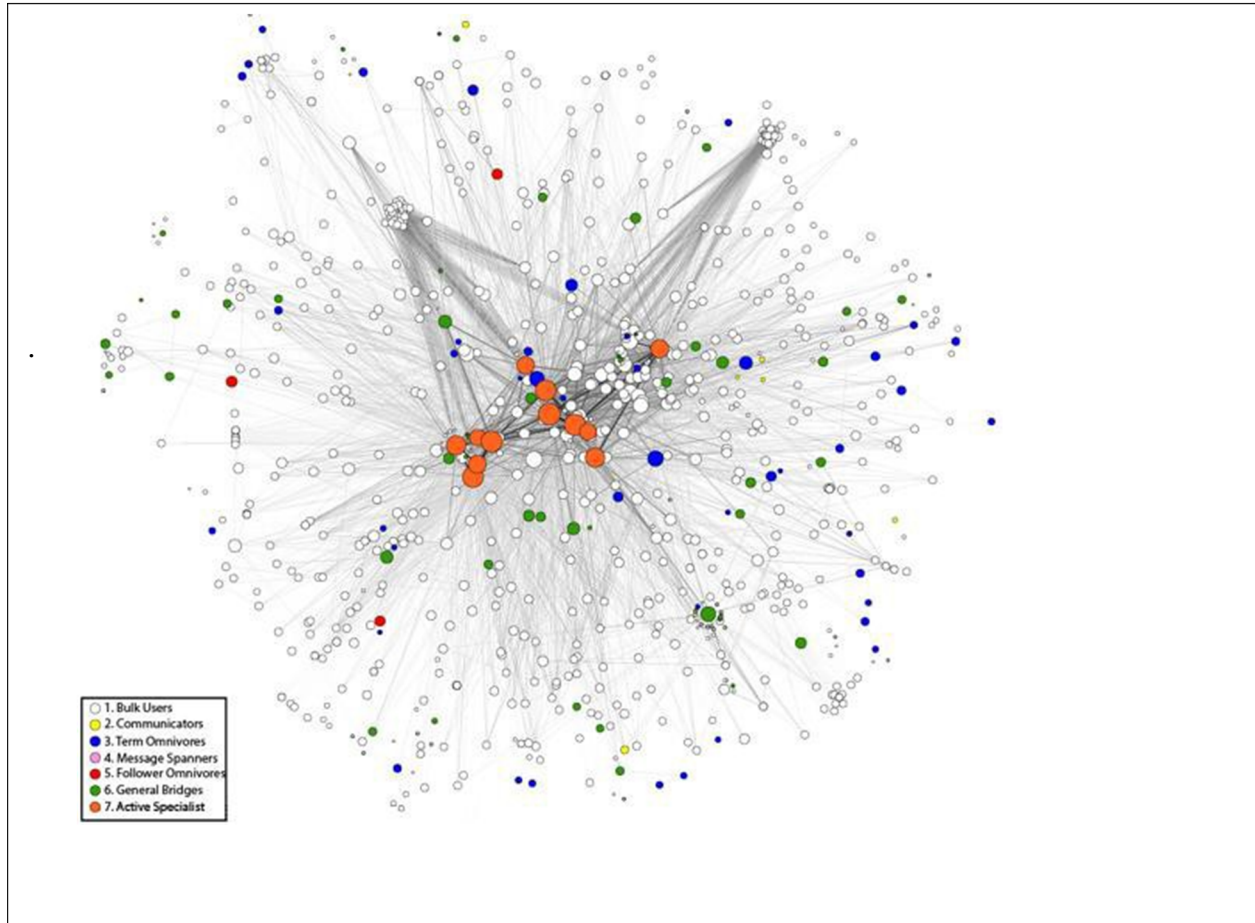 1. Bulk Users
2. Communicators
3. Term Omnivores
4. Message Spanners
5. Follower Omnivores
6. General Bridges
7. Active Specialist